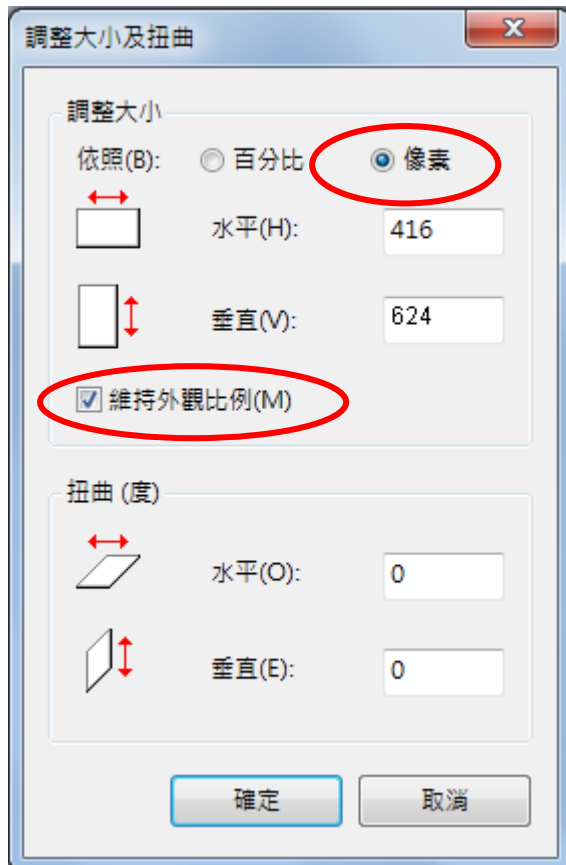 調整大小及扭曲
調整大小
依照(B): 百分比 像素
水平(H): 416
垂直(V): 624
維持外觀比例(M)
扭曲 (度)
水平(O): 0
垂直(E): 0
確定 取消